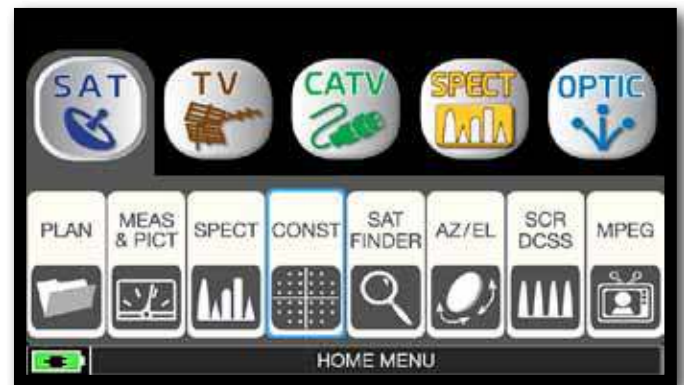 SAT
TV
CATV
SPECT
OPTIC
PLAN
MEAS
& PICT
SPECT
CONST
SAT
FINDER
AZ/EL
SCR
DCSS
MPEG
HOME MENU